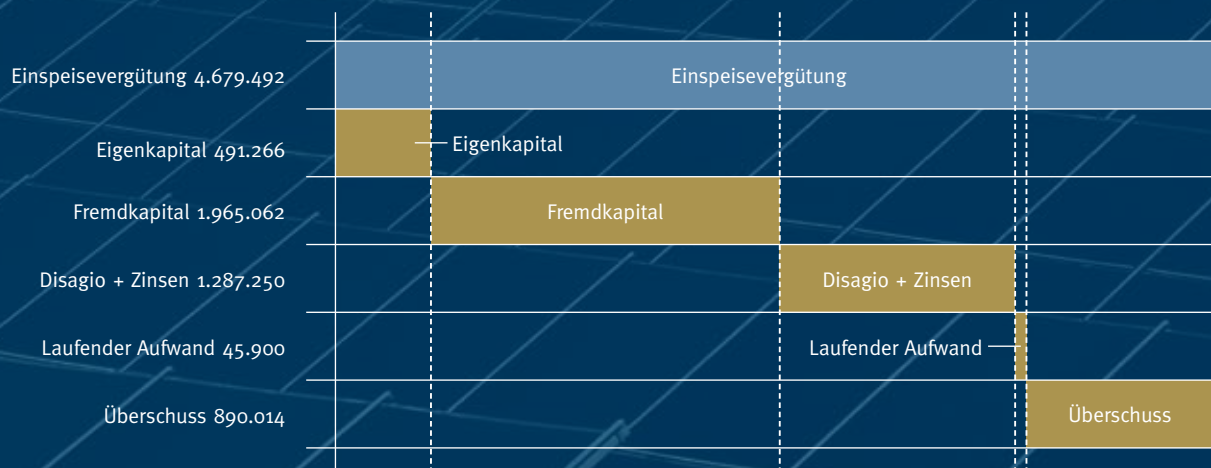 Einspeisevergütung 4.679.492
Einspeisevergütung
Eigenkapital 491.266
Eigenkapital
Fremdkapital 1.965.062
Fremdkapital
Disagio + Zinsen 1.287.250
Disagio + Zinsen
Laufender Aufwand 45.900
Laufender Aufwand
Überschuss 890.014
Überschuss